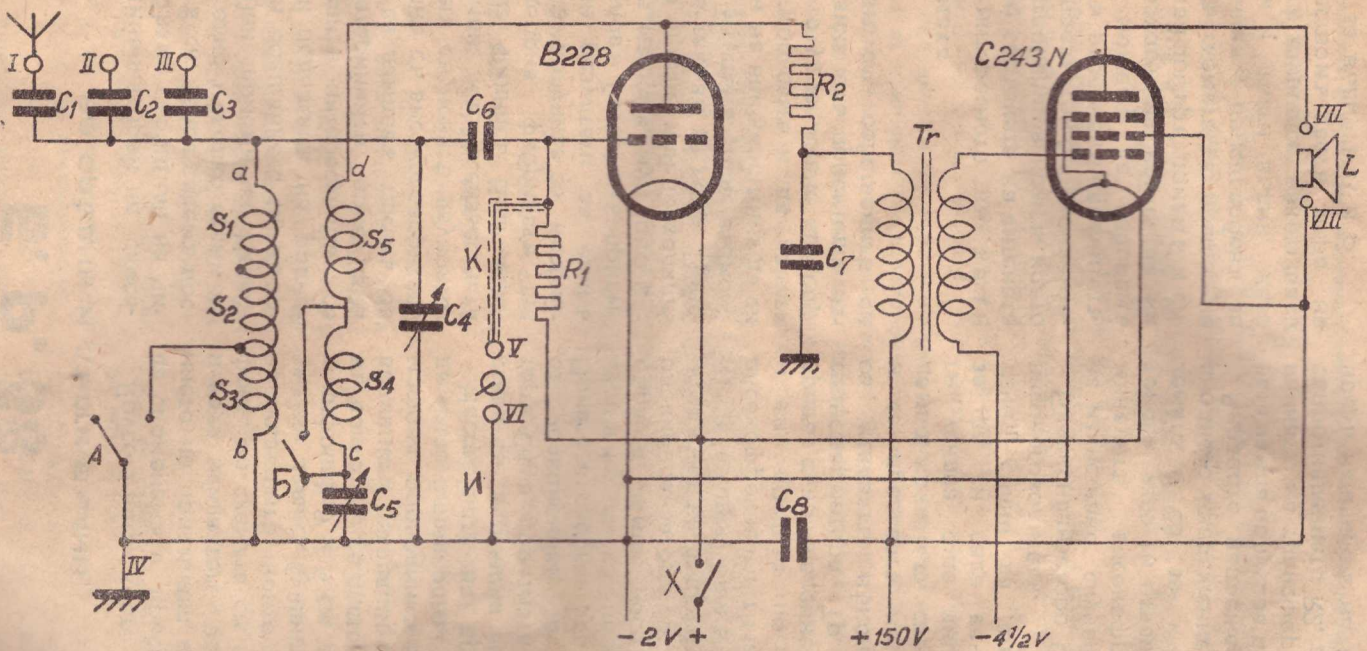 B228
C243N
I
II
III
C1
C2
C3
C6
R2
Tr
VII
L
VIII
a
d
S1
S5
S2
S3
S4
C4
K
R1
C7
V
VI
И
A
b
Б
c
C5
C8
IV
X
-2V+
+150V
-4½V